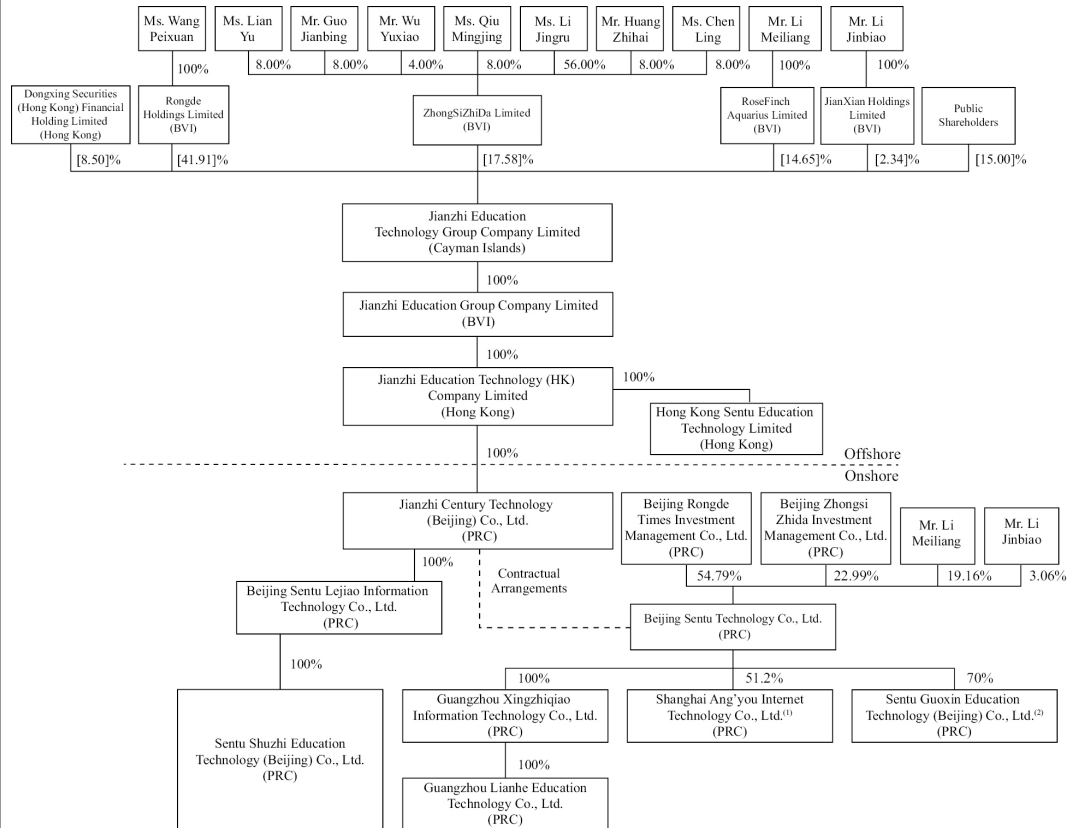 Ms. Wang
Peixuan
Ms. Lian
Yu
Mr. Guo
Jianbing
Mr. Wu
Yuxiao
Ms. Qiu
Mingjing
Ms. Li
Jingru
Mr. Huang
Zhihai
Ms. Chen
Ling
Mr. Li
Meiliang
Mr. Li
Jinbiao
100%
8.00%
8.00%
4.00%
8.00%
56.00%
8.00%
8.00%
100%
100%
Dongxing Securities
(Hong Kong) Financial
Holding Limited
(Hong Kong)
Rongde
Holdings Limited
(BVI)
ZhongSiZhiDa Limited
(BVI)
RoseFinch
Aquarius Limited
(BVI)
JianXian Holdings
Limited
(BVI)
Public
Shareholders
[8.50]%
[41.91]%
[17.58]%
[14.65]%
[2.34]%
[15.00]%
Jianzhi Education
Technology Group Company Limited
(Cayman Islands)
100%
Jianzhi Education Group Company Limited
(BVI)
100%
Jianzhi Education Technology (HK)
Company Limited
(Hong Kong)
100%
Hong Kong Sentu Education
Technology Limited
(Hong Kong)
100%
Offshore
Onshore
Jianzhi Century Technology
(Beijing) Co., Ltd.
(PRC)
Beijing Rongde
Times Investment
Management Co., Ltd.
(PRC)
Beijing Zhongsi
Zhida Investment
Management Co., Ltd.
(PRC)
Mr. Li
Meiliang
Mr. Li
Jinbiao
100%
Contractual
Arrangements
54.79%
22.99%
19.16%
3.06%
Beijing Sentu Lejiao Information
Technology Co., Ltd.
(PRC)
Beijing Sentu Technology Co., Ltd.
(PRC)
100%
100%
51.2%
70%
Sentu Shuzhi Education
Technology (Beijing) Co., Ltd.
(PRC)
Guangzhou Xingzhiqiao
Information Technology Co., Ltd.
(PRC)
Shanghai Ang’you Internet
Technology Co., Ltd.(1)
(PRC)
Sentu Guoxin Education
Technology (Beijing) Co., Ltd.(2)
(PRC)
100%
Guangzhou Lianhe Education
Technology Co., Ltd.
(PRC)